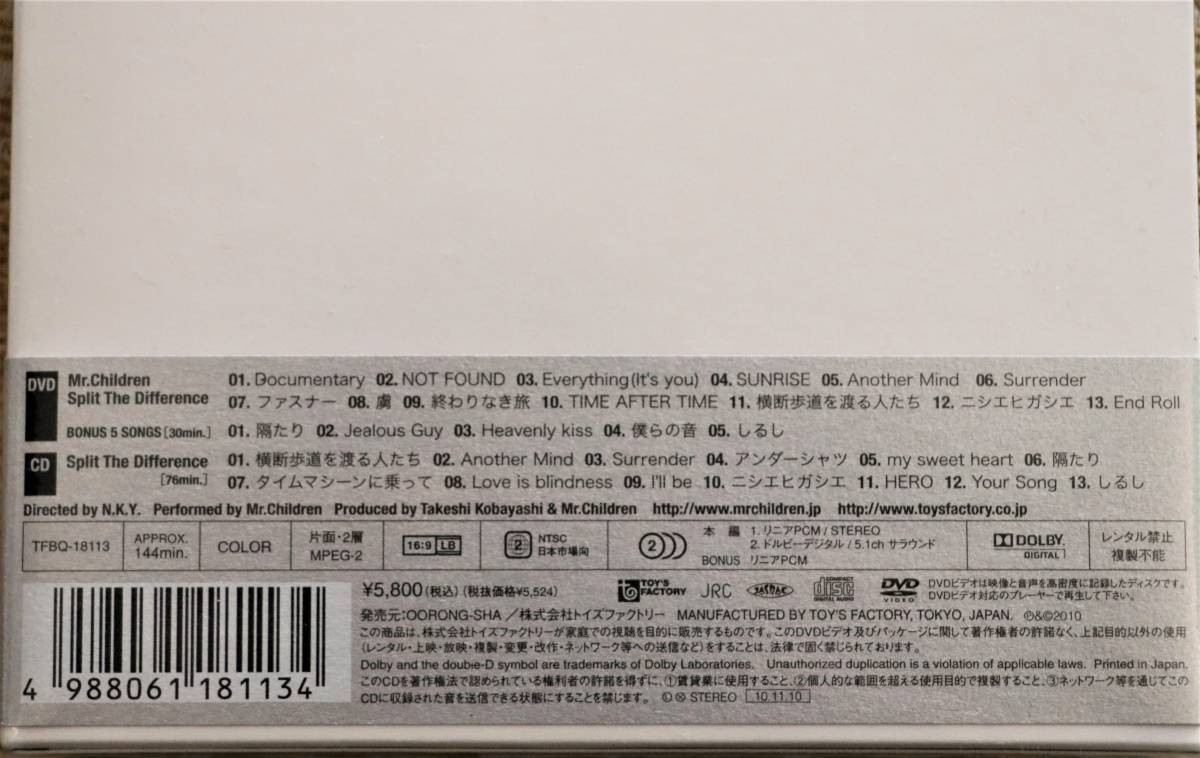 DVD Mr.Children 01. Documentary 02. NOT FOUND 03. Everything(It's you) 04. SUNRISE 05. Another Mind 06. Surrender
Split The Difference 07. ファスナー 08. 虜 09. 終わりなき旅 10. TIME AFTER TIME 11. 横断歩道を渡る人たち 12. ニシエヒガシエ 13. End Roll
BONUS 5 SONGS [30min.] 01. 隔たり 02. Jealous Guy 03. Heavenly kiss 04. 僕らの音 05. しるし
CD Split The Difference 01. 横断歩道を渡る人たち 02. Another Mind 03. Surrender 04. アンダーシャツ 05. my sweet heart 06. 隔たり
[76min.] 07. タイムマシーンに乗って 08. Love is blindness 09. I'll be 10. ニシエヒガシエ 11. HERO 12. Your Song 13. しるし
Directed by N.K.Y. Performed by Mr.Children Produced by Takeshi Kobayashi & Mr.Children http://www.mrchildren.jp http://www.toysfactory.co.jp
TFBQ-18113
APPROX.
144min.
COLOR
片面・2層
MPEG-2
16:9 LB
2
NTSC
日本市場向
2
本編 1. リニアPCM / STEREO
2. ドルビーデジタル / 5.1ch サラウンド
BONUS リニアPCM
DOLBY
DIGITAL
レンタル禁止
複製不能
¥5,800(税込)(税抜価格¥5,524)
TOY'S
FACTORY
JRC
JASRAC
COMPACT
disc
DIGITAL AUDIO
DVD
VIDEO
DVDビデオは映像と音声を高密度に記録したディスクです。
DVDビデオ対応のプレーヤーで再生して下さい。
発売元:OORONG-SHA /株式会社トイズファクトリー MANUFACTURED BY TOY'S FACTORY, TOKYO, JAPAN. ℗&©2010
この商品は、株式会社トイズファクトリーが家庭での視聴を目的に販売するものです。このDVDビデオ及びパッケージに関して著作権者の許諾なく、上記目的以外の使用
(レンタル・上映・放映・複製・変更・改作・ネットワーク等への送信など)をすることは、法律で固く禁じられております。
Dolby and the doubie-D symbol are trademarks of Dolby Laboratories. Unauthorized duplication is a violation of applicable laws. Printed in Japan.
このCDを著作権法で認められている権利者の許諾を得ずに、①賃貸業に使用すること、②個人的な範囲を超える使用目的で複製すること、③ネットワーク等を通じてこの
CDに収録された音を送信できる状態にすることを禁じます。 STEREO 10.11.10
4 988061 181134